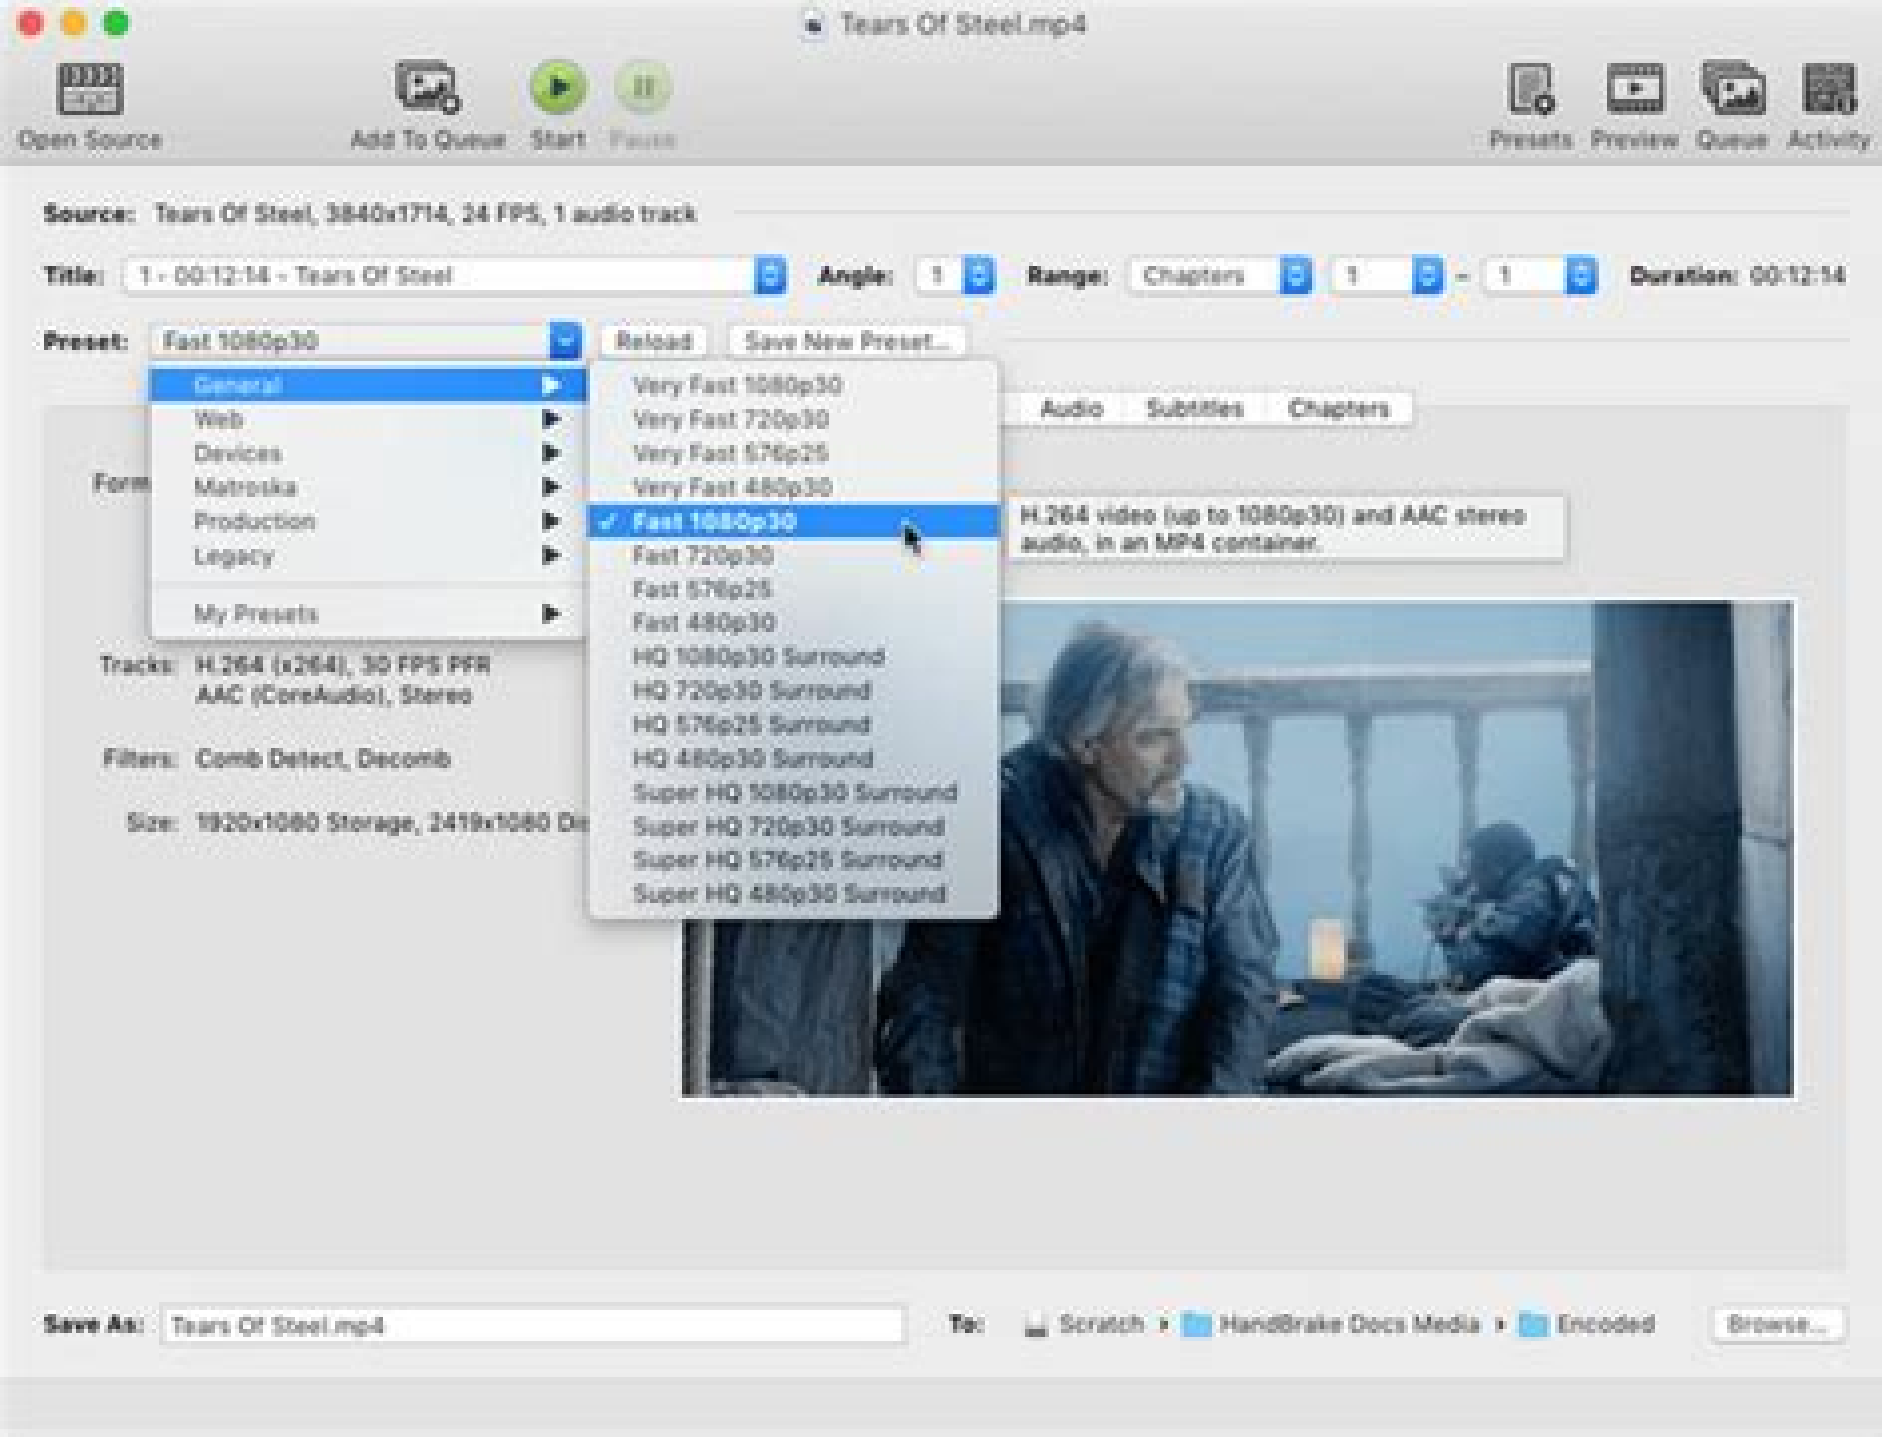 Tears Of Steel.mp4
Open Source
Add To Queue
Start
Pause
Presets
Preview
Queue
Activity
Source: Tears Of Steel, 3840x1714, 24 FPS, 1 audio track
Title: 1 - 00:12:14 - Tears Of Steel
Angle: 1
Range: Chapters 1 - 1
Duration: 00:12:14
Preset: Fast 1080p30
Reload
Save New Preset...
General
Web
Devices
Matroska
Production
Legacy
My Presets
Very Fast 1080p30
Very Fast 720p30
Very Fast 576p25
Very Fast 480p30
✓ Fast 1080p30
Fast 720p30
Fast 576p25
Fast 480p30
HQ 1080p30 Surround
HQ 720p30 Surround
HQ 576p25 Surround
HQ 480p30 Surround
Super HQ 1080p30 Surround
Super HQ 720p30 Surround
Super HQ 576p25 Surround
Super HQ 480p30 Surround
Audio
Subtitles
Chapters
H.264 video (up to 1080p30) and AAC stereo
audio, in an MP4 container.
Form
Tracks: H.264 (x264), 30 FPS PFR
AAC (CoreAudio), Stereo
Filters: Comb Detect, Decomb
Size: 1920x1080 Storage, 2419x1080 Di
Save As: Tears Of Steel.mp4
To: Scratch ▸ HandBrake Docs Media ▸ Encoded
Browse...